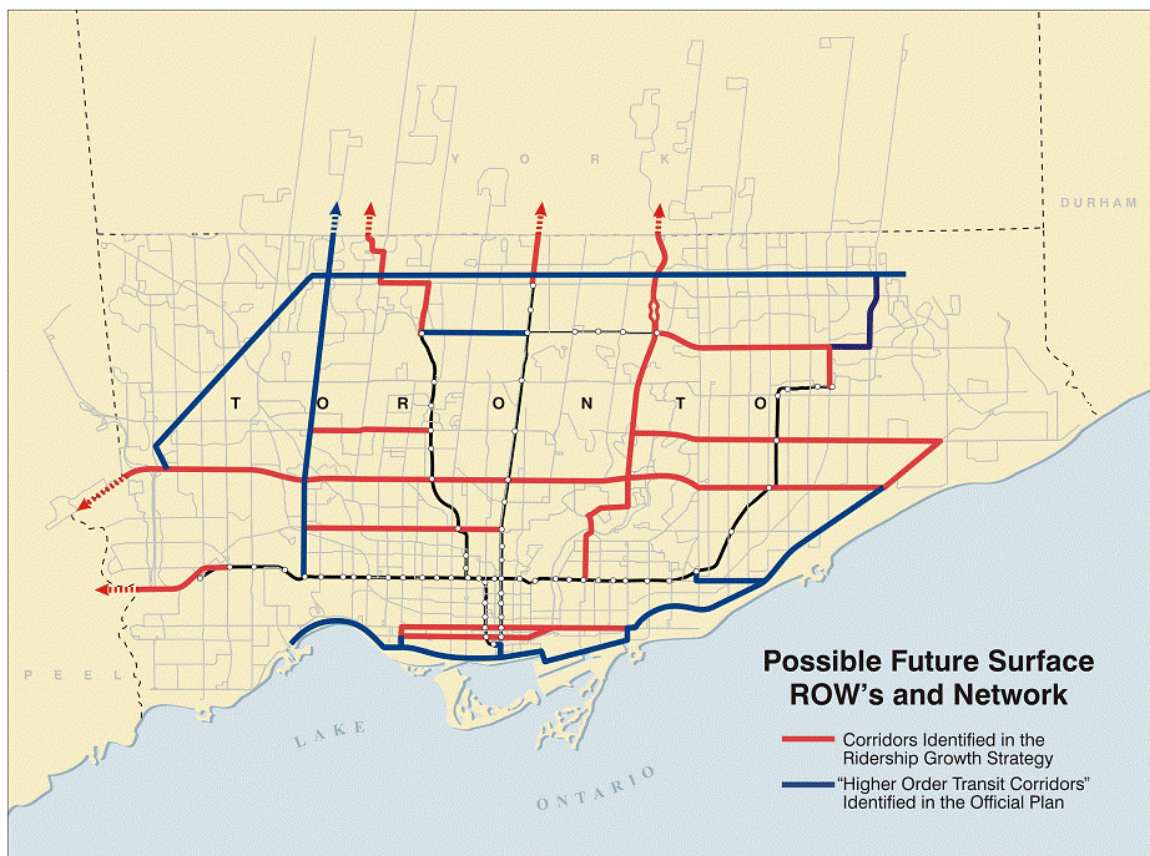 Y O R K
DURHAM
T O R O N T O
PEEL
LAKE
ONTARIO
Possible Future Surface
ROW's and Network
Corridors Identified in the
Ridership Growth Strategy
"Higher Order Transit Corridors"
Identified in the Official Plan